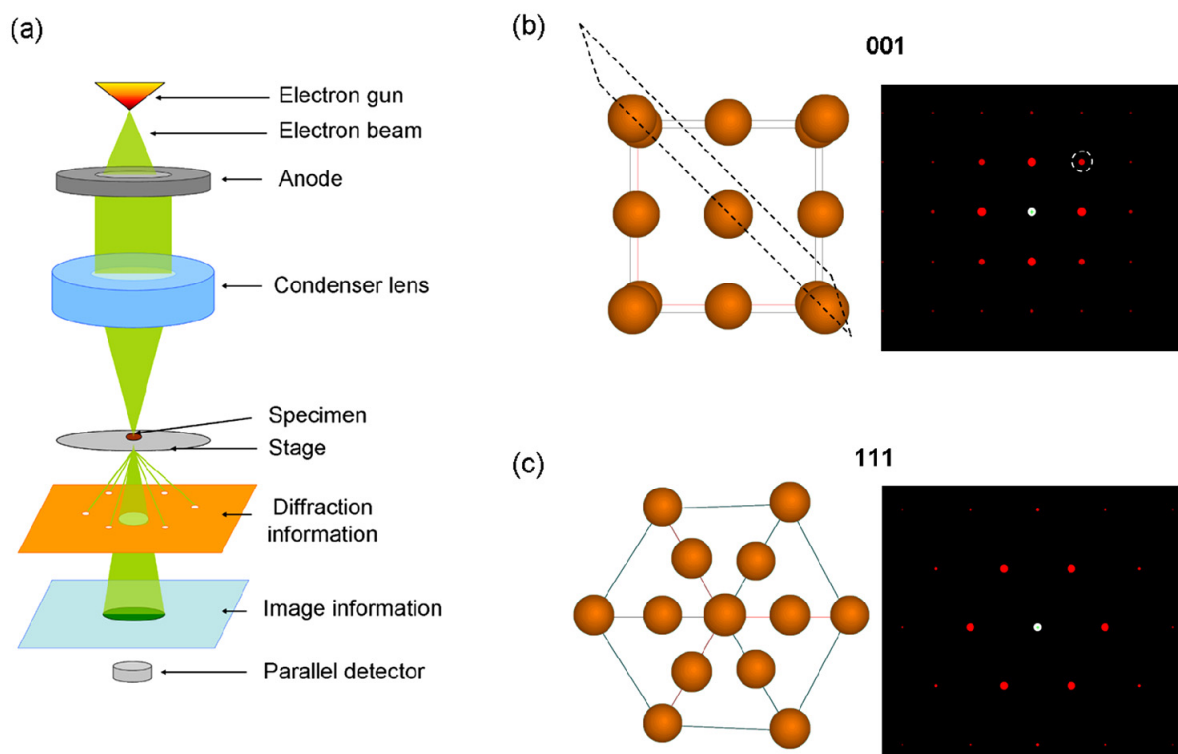 (a)
Electron gun
Electron beam
Anode
Condenser lens
Specimen
Stage
Diffraction
information
Image information
Parallel detector
(b)
001
(c)
111